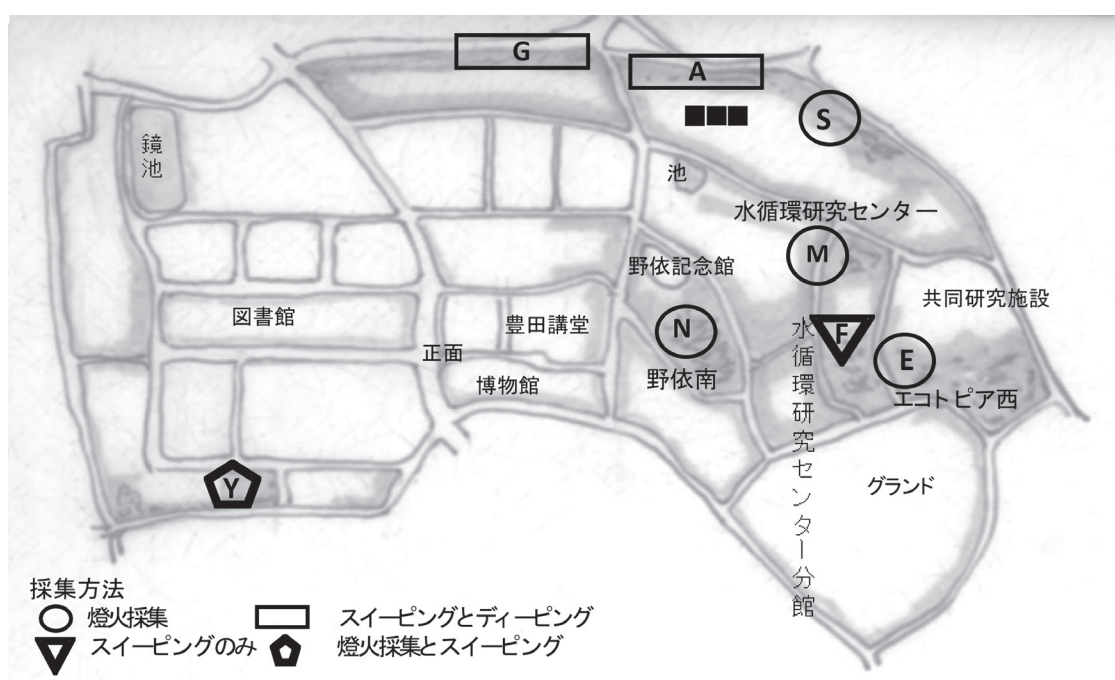 G
A
S
鏡池
池
水循環研究センター
M
野依記念館
共同研究施設
図書館
豊田講堂
N
水循環研究センター分館
F
正面
E
博物館
野依南
エコトピア西
Y
グランド
採集方法
燈火採集
スイーピングとディーピング
スイーピングのみ
燈火採集とスイーピング